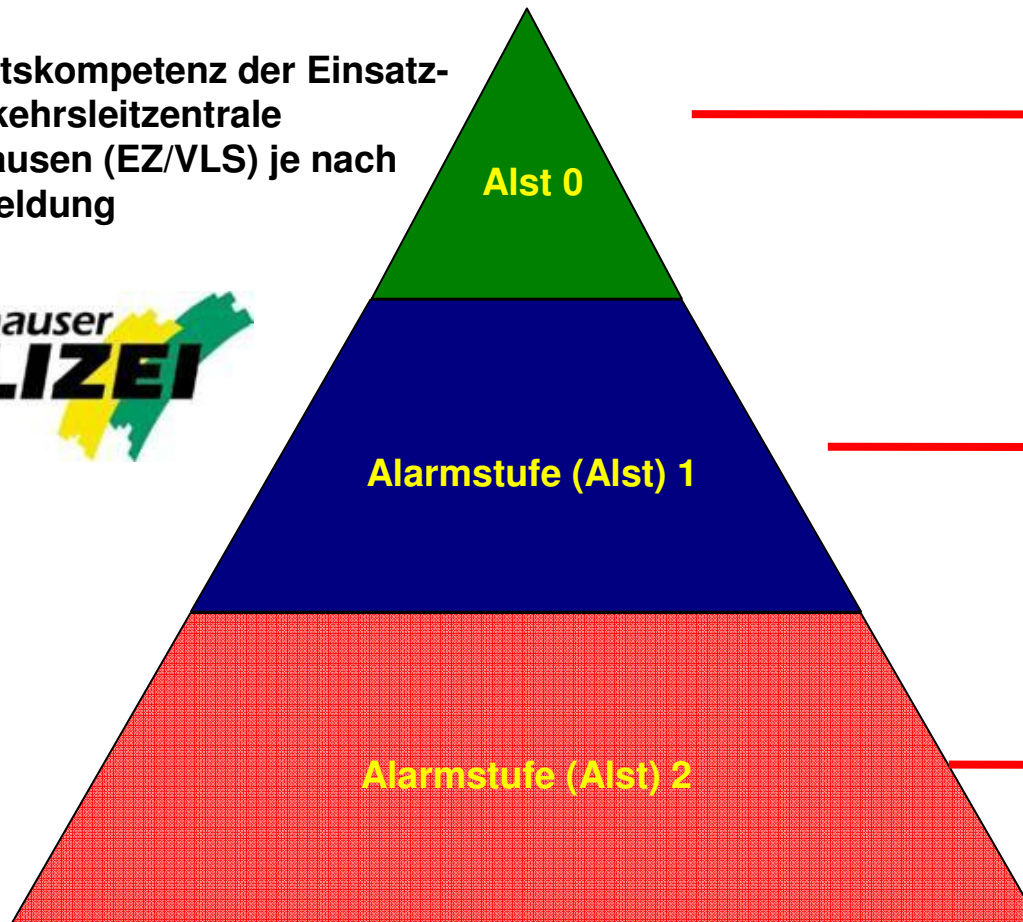 tskompetenz der Einsatz-
kehrsleitzentrale
ausen (EZ/VLS) je nach
eldung
Alst 0
auser
LIZEI
Alarmstufe (Alst) 1
Alarmstufe (Alst) 2